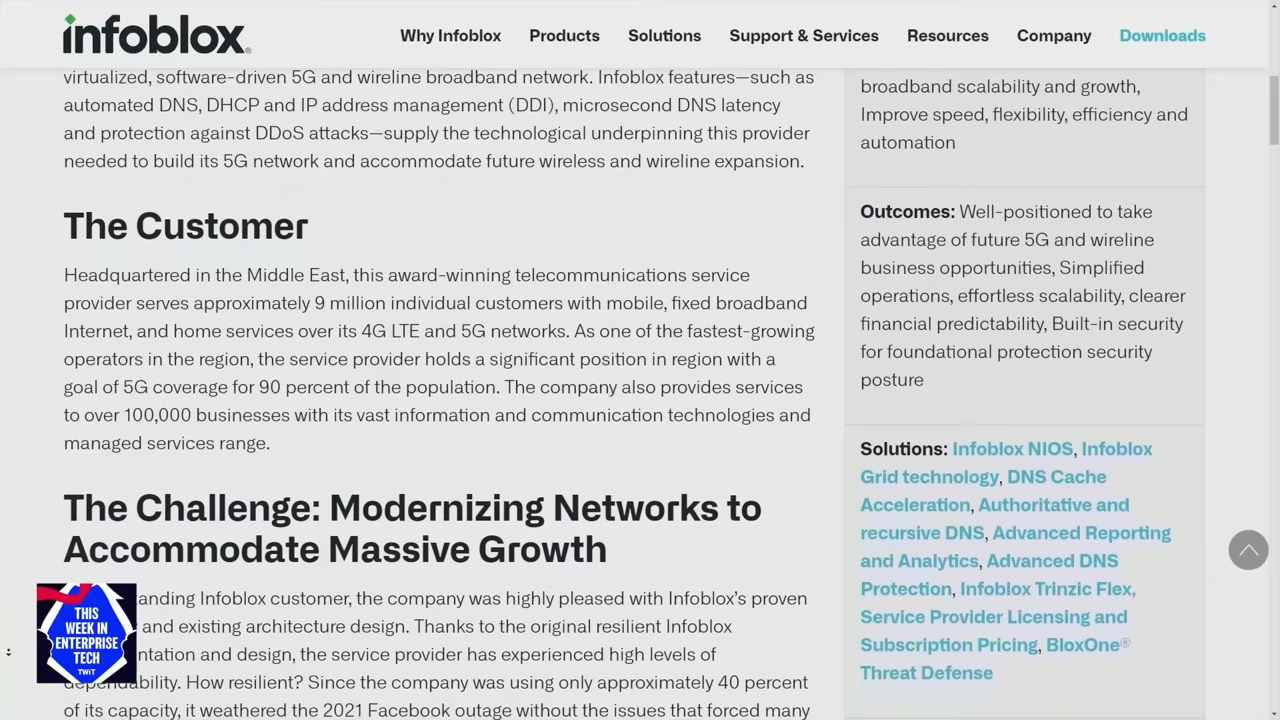 infoblox®
Why Infoblox Products Solutions Support & Services Resources Company Downloads
virtualized, software-driven 5G and wireline broadband network. Infoblox features—such as
automated DNS, DHCP and IP address management (DDI), microsecond DNS latency
and protection against DDoS attacks—supply the technological underpinning this provider
needed to build its 5G network and accommodate future wireless and wireline expansion.
The Customer
Headquartered in the Middle East, this award-winning telecommunications service
provider serves approximately 9 million individual customers with mobile, fixed broadband
Internet, and home services over its 4G LTE and 5G networks. As one of the fastest-growing
operators in the region, the service provider holds a significant position in region with a
goal of 5G coverage for 90 percent of the population. The company also provides services
to over 100,000 businesses with its vast information and communication technologies and
managed services range.
The Challenge: Modernizing Networks to
Accommodate Massive Growth
anding Infoblox customer, the company was highly pleased with Infoblox's proven
and existing architecture design. Thanks to the original resilient Infoblox
ntation and design, the service provider has experienced high levels of
dependability. How resilient? Since the company was using only approximately 40 percent
of its capacity, it weathered the 2021 Facebook outage without the issues that forced many
broadband scalability and growth,
Improve speed, flexibility, efficiency and
automation
Outcomes: Well-positioned to take
advantage of future 5G and wireline
business opportunities, Simplified
operations, effortless scalability, clearer
financial predictability, Built-in security
for foundational protection security
posture
Solutions: Infoblox NIOS, Infoblox
Grid technology, DNS Cache
Acceleration, Authoritative and
recursive DNS, Advanced Reporting
and Analytics, Advanced DNS
Protection, Infoblox Trinzic Flex,
Service Provider Licensing and
Subscription Pricing, BloxOne®
Threat Defense
THIS
WEEK IN
ENTERPRISE
TECH
TWiT